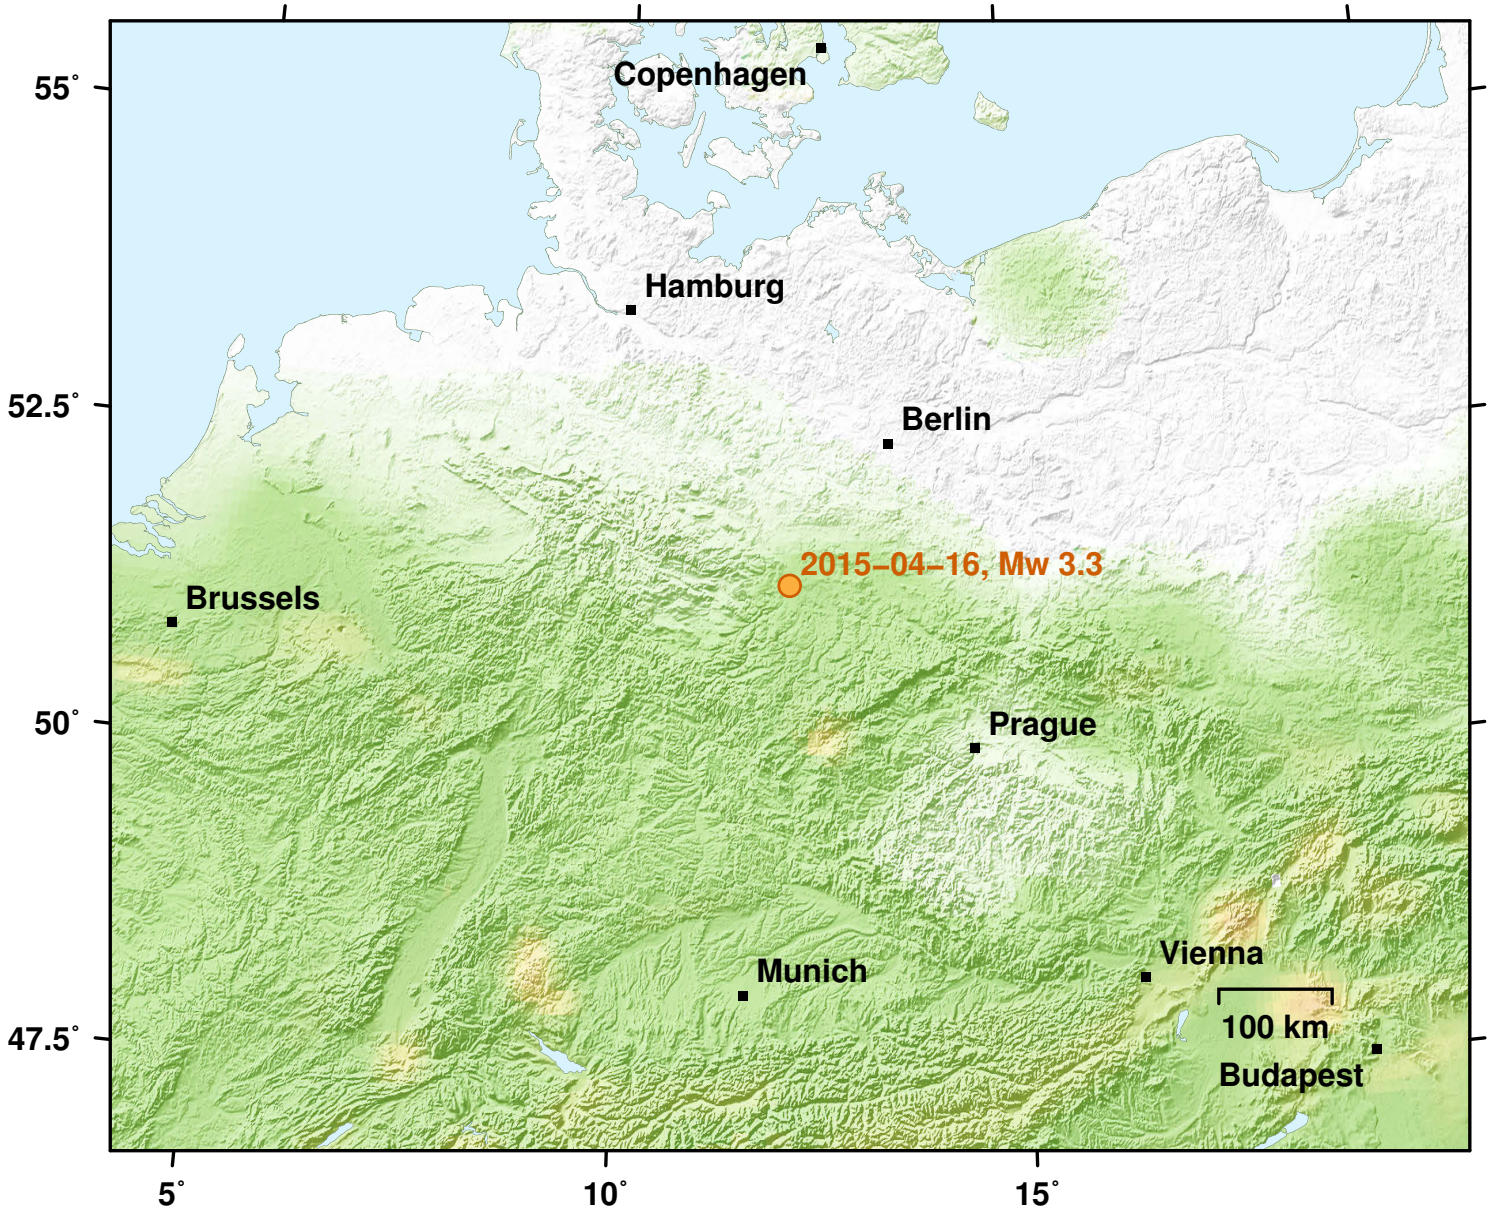 Copenhagen
55°
Hamburg
52.5°
Berlin
2015–04–16, Mw 3.3
Brussels
50°
Prague
Vienna
Munich
100 km
47.5°
Budapest
5°
10°
15°